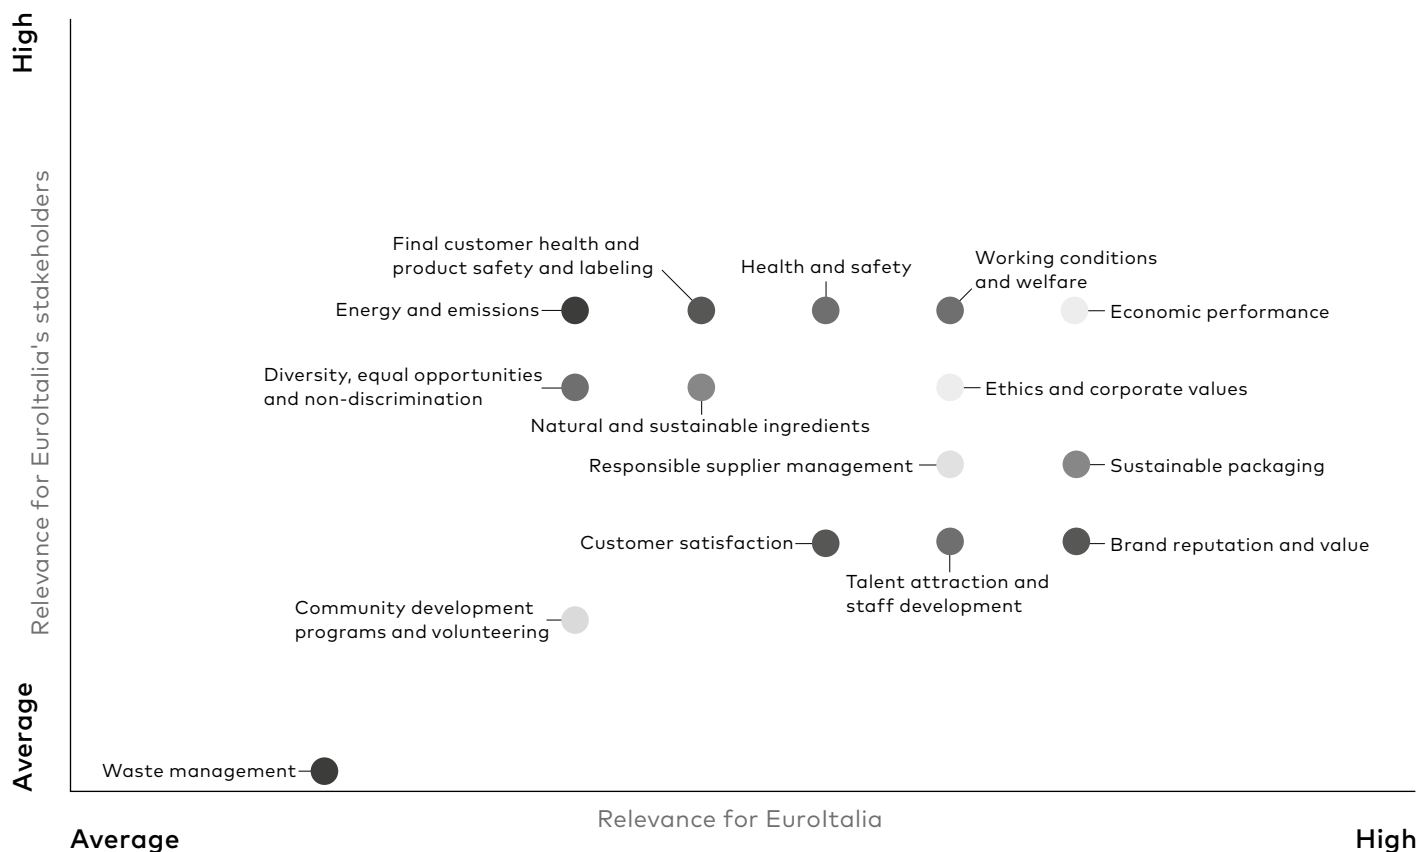 High
Relevance for EuroItalia's stakeholders
Average
Final customer health and
product safety and labeling
Health and safety
Working conditions
and welfare
Energy and emissions
Economic performance
Diversity, equal opportunities
and non-discrimination
Ethics and corporate values
Natural and sustainable ingredients
Responsible supplier management
Sustainable packaging
Customer satisfaction
Brand reputation and value
Talent attraction and
staff development
Community development
programs and volunteering
Waste management
Relevance for EuroItalia
Average
High